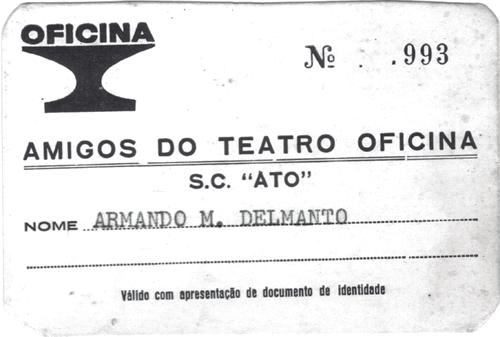 OFICINA
№ . .993
AMIGOS DO TEATRO OFICINA
S.C. "ATO"
NOME ARMANDO M. DELMANTO
Válido com apresentação de documento de identidade